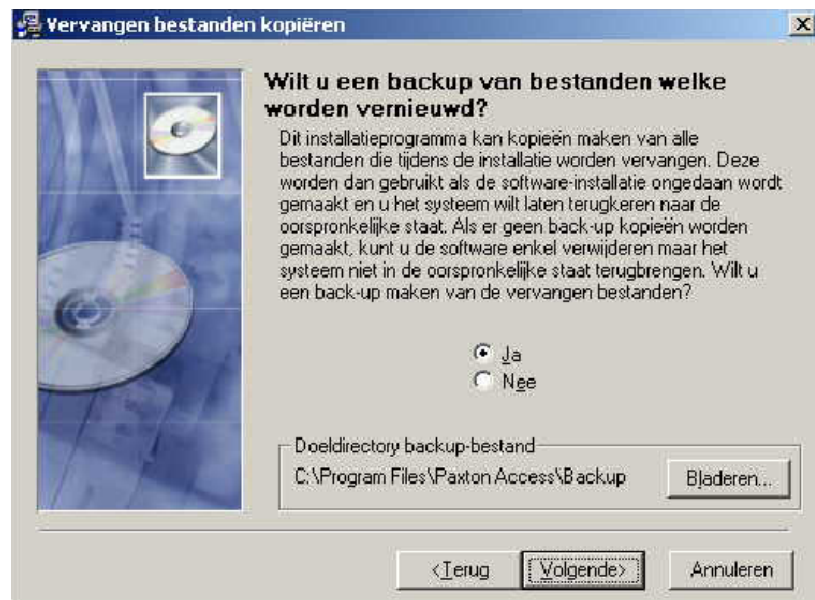 Vervangen bestanden kopiëren
Wilt u een backup van bestanden welke
worden vernieuwd?
Dit installatieprogramma kan kopieën maken van alle
bestanden die tijdens de installatie worden vervangen. Deze
worden dan gebruikt als de software-installatie ongedaan wordt
gemaakt en u het systeem wilt laten terugkeren naar de
oorspronkelijke staat. Als er geen back-up kopieën worden
gemaakt, kunt u de software enkel verwijderen maar het
systeem niet in de oorspronkelijke staat terugbrengen. Wilt u
een back-up maken van de vervangen bestanden?
Ja
Nee
Doeldirectory backup-bestand
C:\Program Files\Paxton Access\Backup
Bladeren...
<Terug
Volgende>
Annuleren